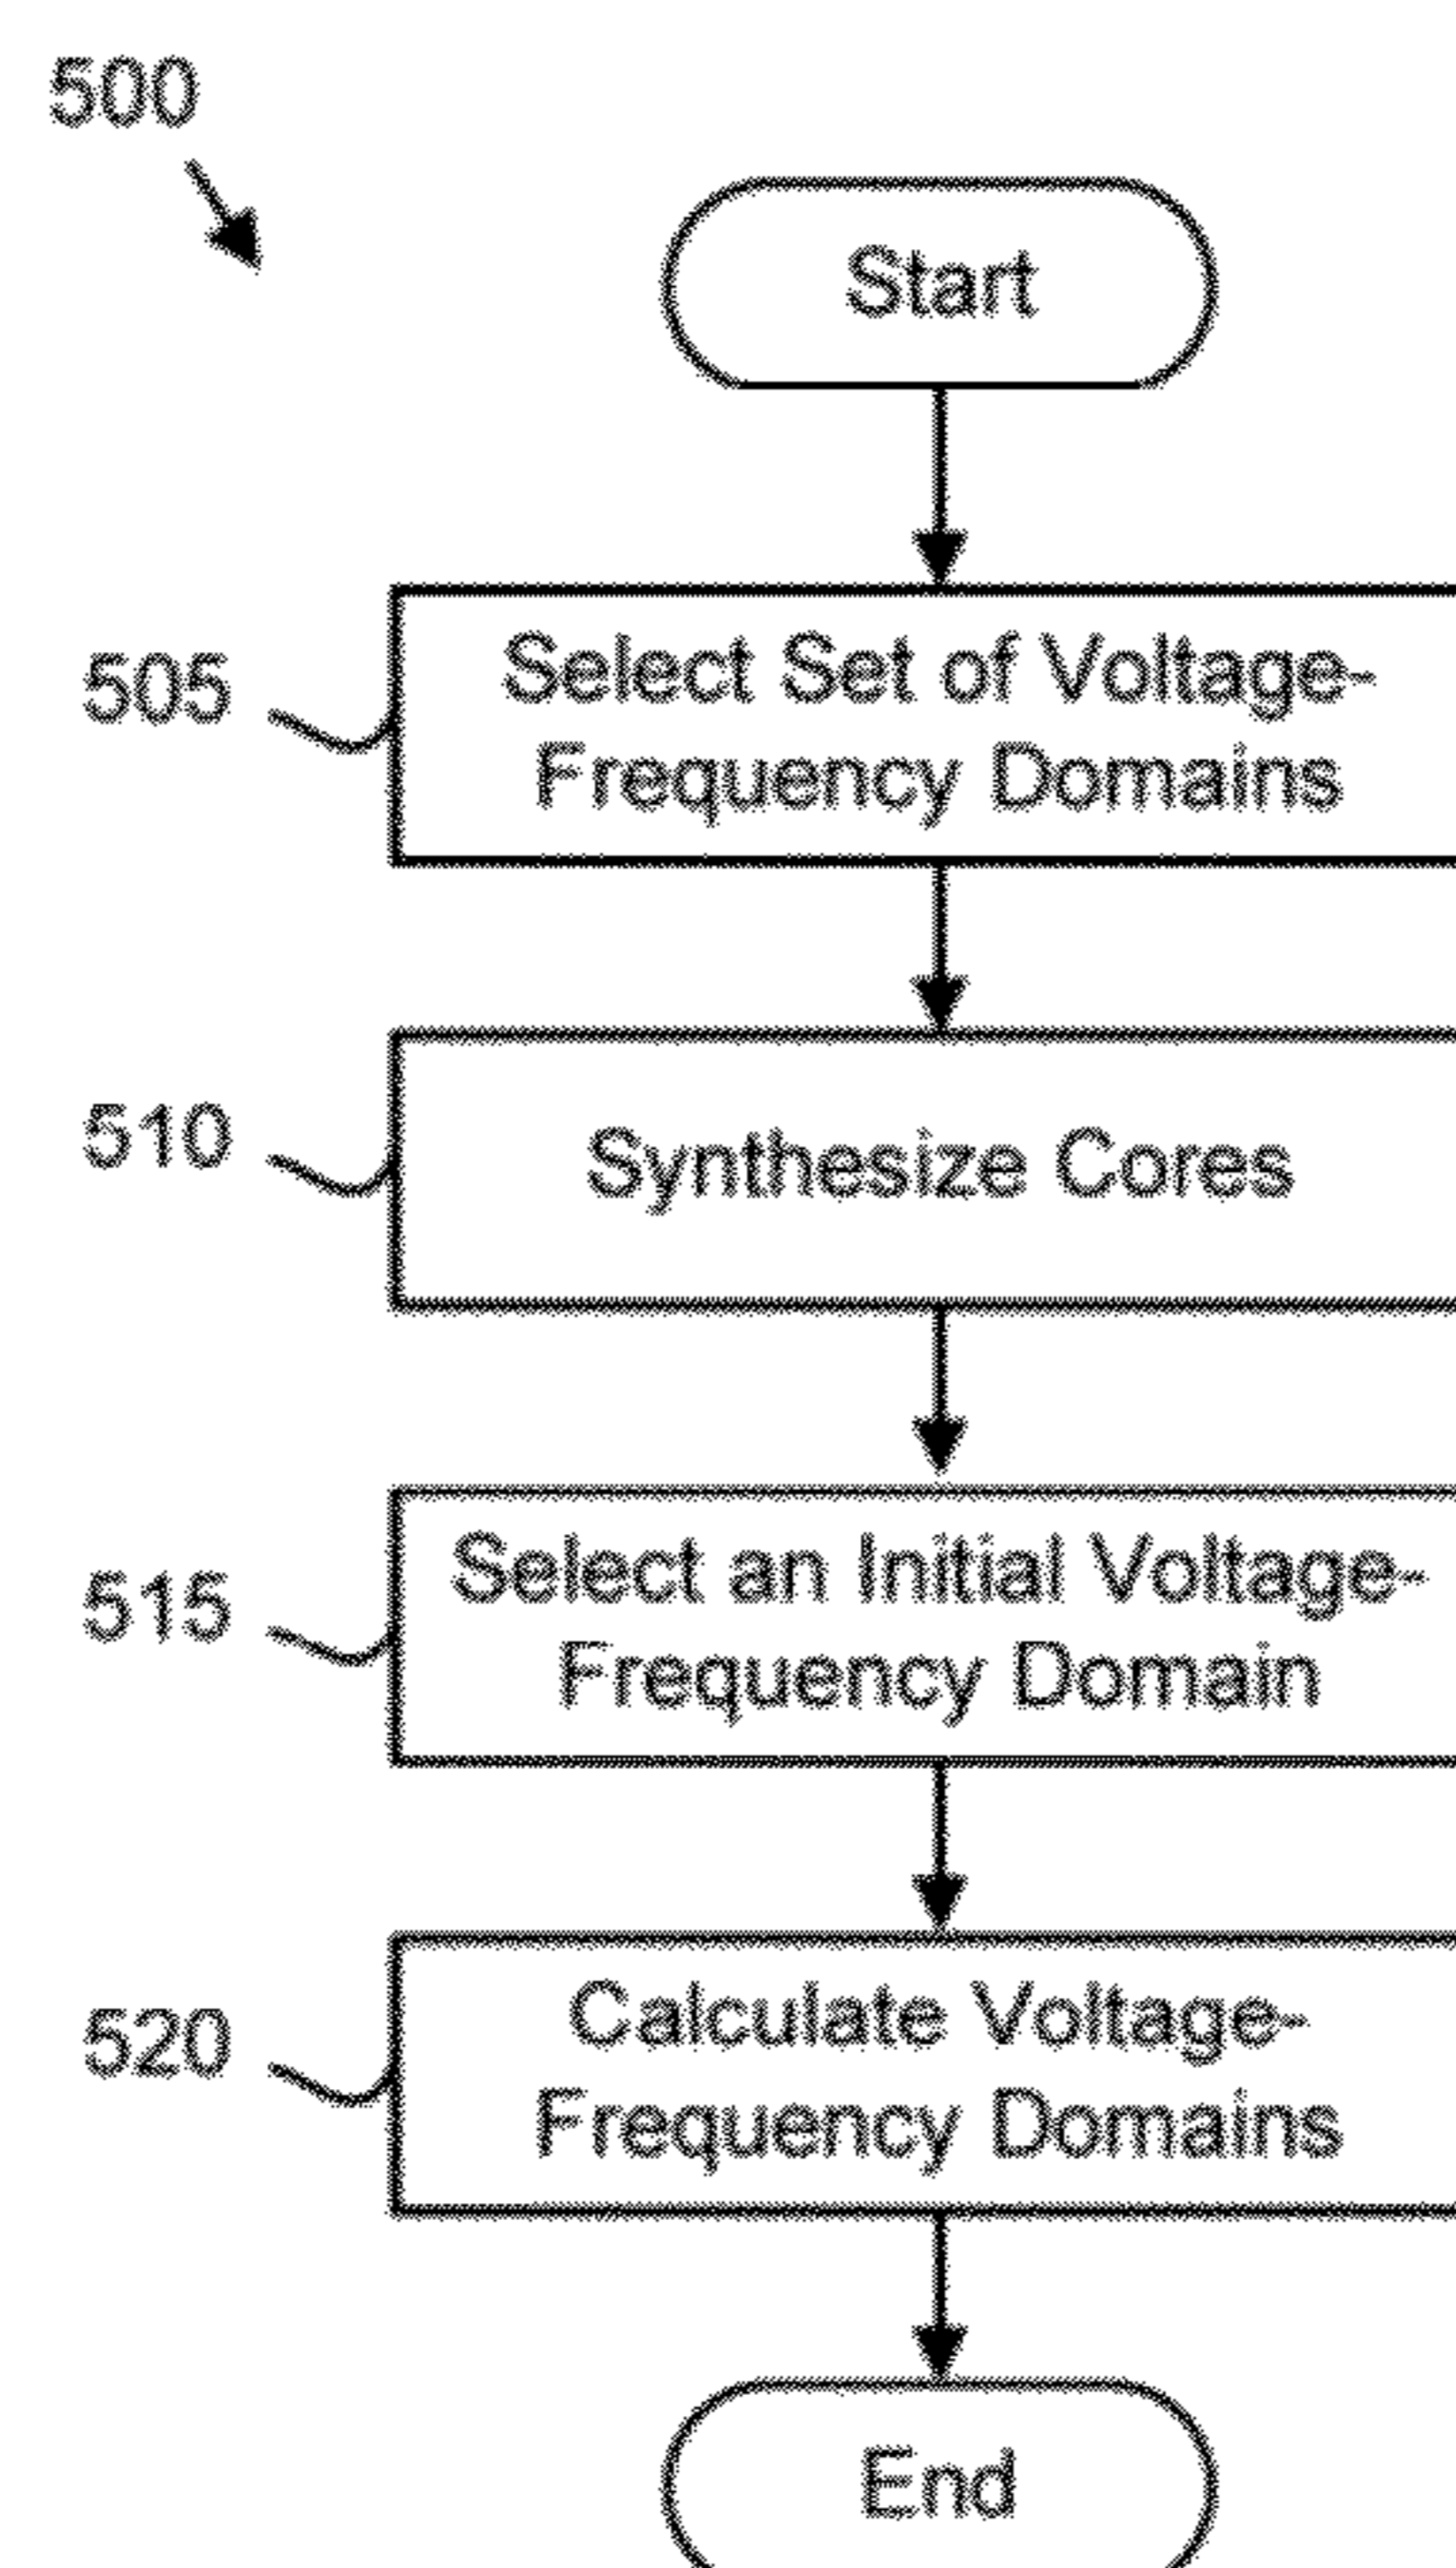 500
Start
505
Select Set of Voltage-
Frequency Domains
510
Synthesize Cores
515
Select an Initial Voltage-
Frequency Domain
520
Calculate Voltage-
Frequency Domains
End